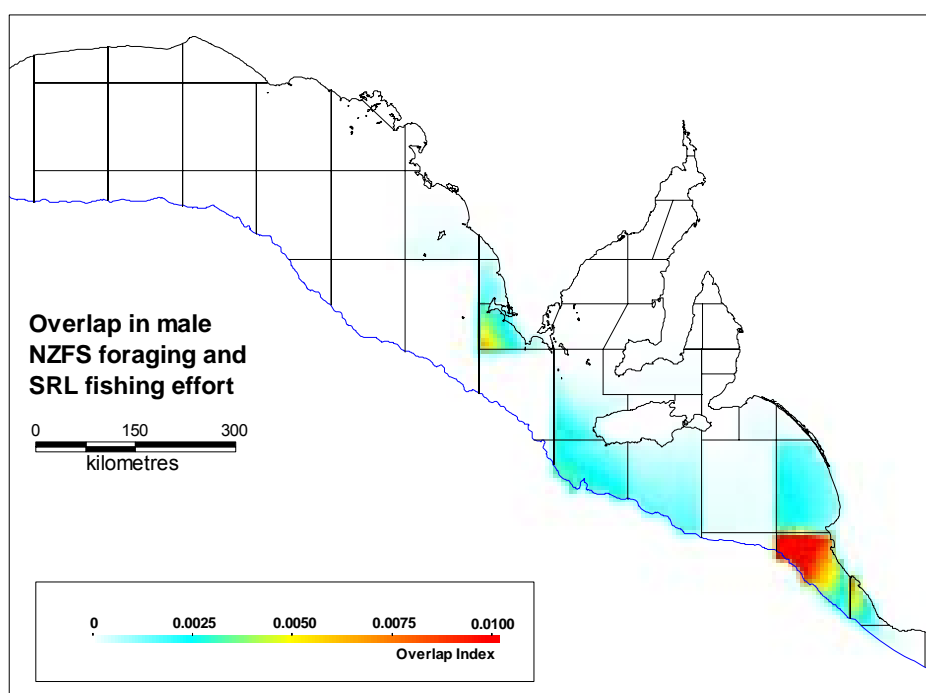 Overlap in male
NZFS foraging and
SRL fishing effort
0 150 300
kilometres
0 0.0025 0.0050 0.0075 0.0100
Overlap Index